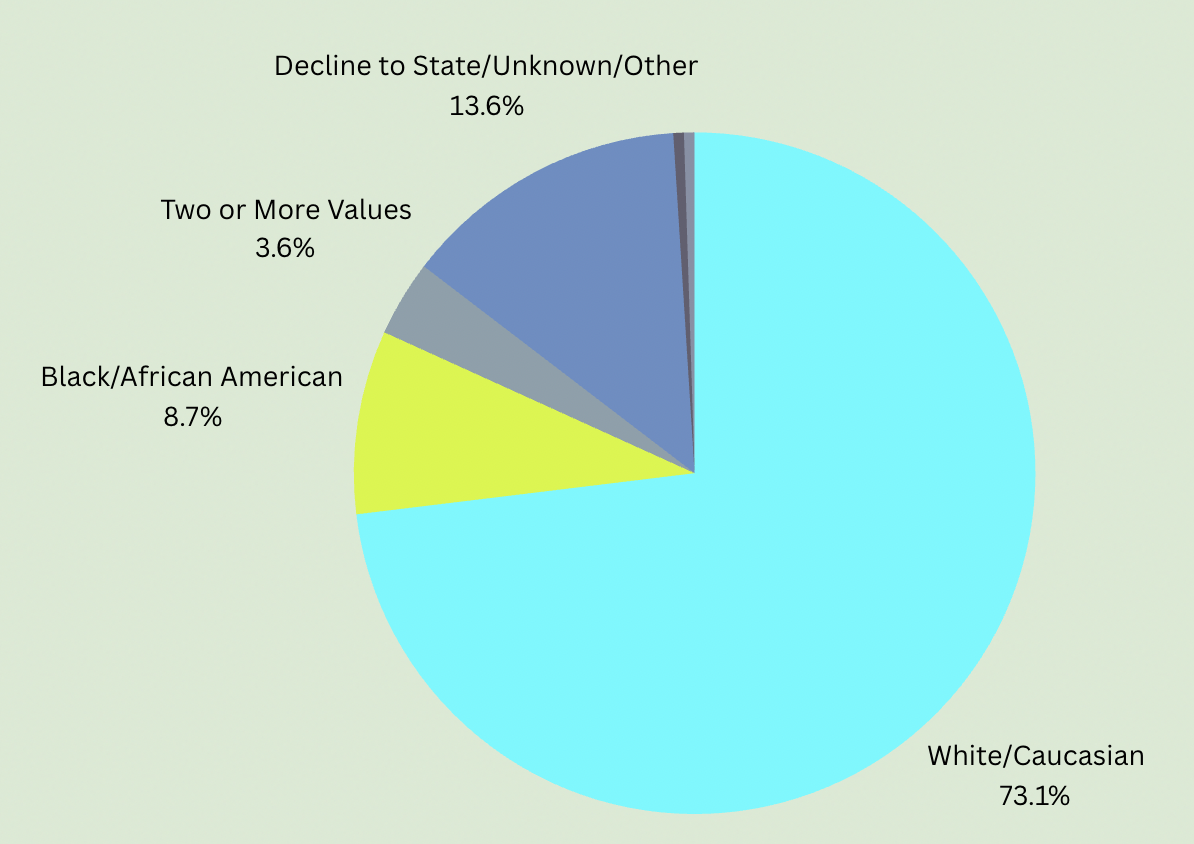 Decline to State/Unknown/Other
13.6%
Two or More Values
3.6%
Black/African American
8.7%
White/Caucasian
73.1%